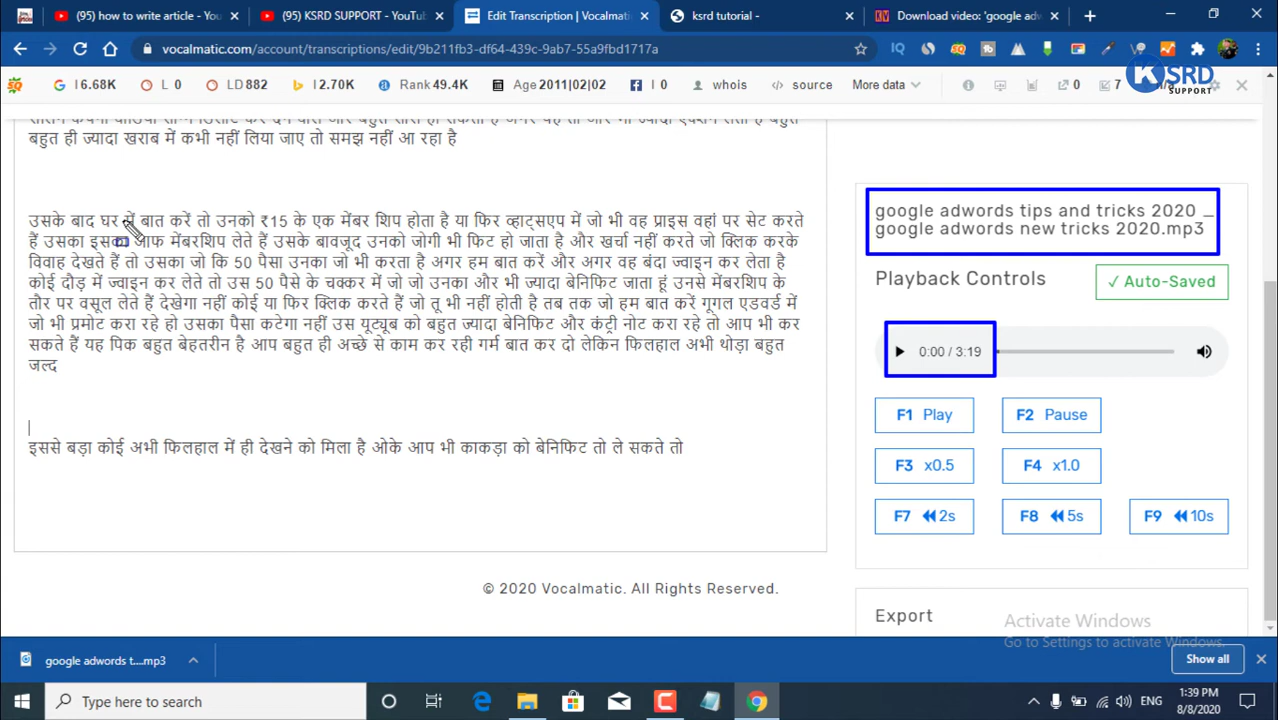 (95) how to write article - You
(95) KSRD SUPPORT - YouTube
Edit Transcription | Vocalmatic
ksrd tutorial -
Download video: 'google adw
vocalmatic.com/account/transcriptions/edit/9b211fb3-df64-439c-9ab7-55a9fbd1717a
I 6.68K
L 0
LD 882
I 2.70K
Rank 49.4K
Age 2011|02|02
I 0
whois
source
More data
0
7
n/a
KSRD
SUPPORT
बहुत ही ज्यादा खराब में कभी नहीं लिया जाए तो समझ नहीं आ रहा है
उसके बाद घर में बात करें तो उनको ₹15 के एक मेंबर शिप होता है या फिर व्हाट्सएप में जो भी वह प्राइस वहां पर सेट करते
हैं उसका इसका आफ मेंबरशिप लेते हैं उसके बावजूद उनको जोगी भी फिट हो जाता है और खर्चा नहीं करते जो क्लिक करके
विवाह देखते हैं तो उसका जो कि 50 पैसा उनका जो भी करता है अगर हम बात करें और अगर वह बंदा ज्वाइन कर लेता है
कोई दौड़ में ज्वाइन कर लेते तो उस 50 पैसे के चक्कर में जो जो उनका और भी ज्यादा बेनिफिट जाता हूं उनसे मेंबरशिप के
तौर पर वसूल लेते हैं देखेगा नहीं कोई या फिर क्लिक करते हैं जो तू भी नहीं होती है तब तक जो हम बात करें गूगल एडवर्ड में
जो भी प्रमोट करा रहे हो उसका पैसा कटेगा नहीं उस यूट्यूब को बहुत ज्यादा बेनिफिट और कंट्री नोट करा रहे तो आप भी कर
सकते हैं यह पिक बहुत बेहतरीन है आप बहुत ही अच्छे से काम कर रही गर्म बात कर दो लेकिन फिलहाल अभी थोड़ा बहुत
जल्द
इससे बड़ा कोई अभी फिलहाल में ही देखने को मिला है ओके आप भी काकड़ा को बेनिफिट तो ले सकते तो
© 2020 Vocalmatic. All Rights Reserved.
google adwords tips and tricks 2020 _
google adwords new tricks 2020.mp3
Playback Controls
✓ Auto-Saved
0:00 / 3:19
F1 Play
F2 Pause
F3 x0.5
F4 x1.0
F7 2s
F8 5s
F9 10s
Export
Activate Windows
Go to Settings to activate Windows.
google adwords t....mp3
Show all
Type here to search
ENG
1:39 PM
8/8/2020